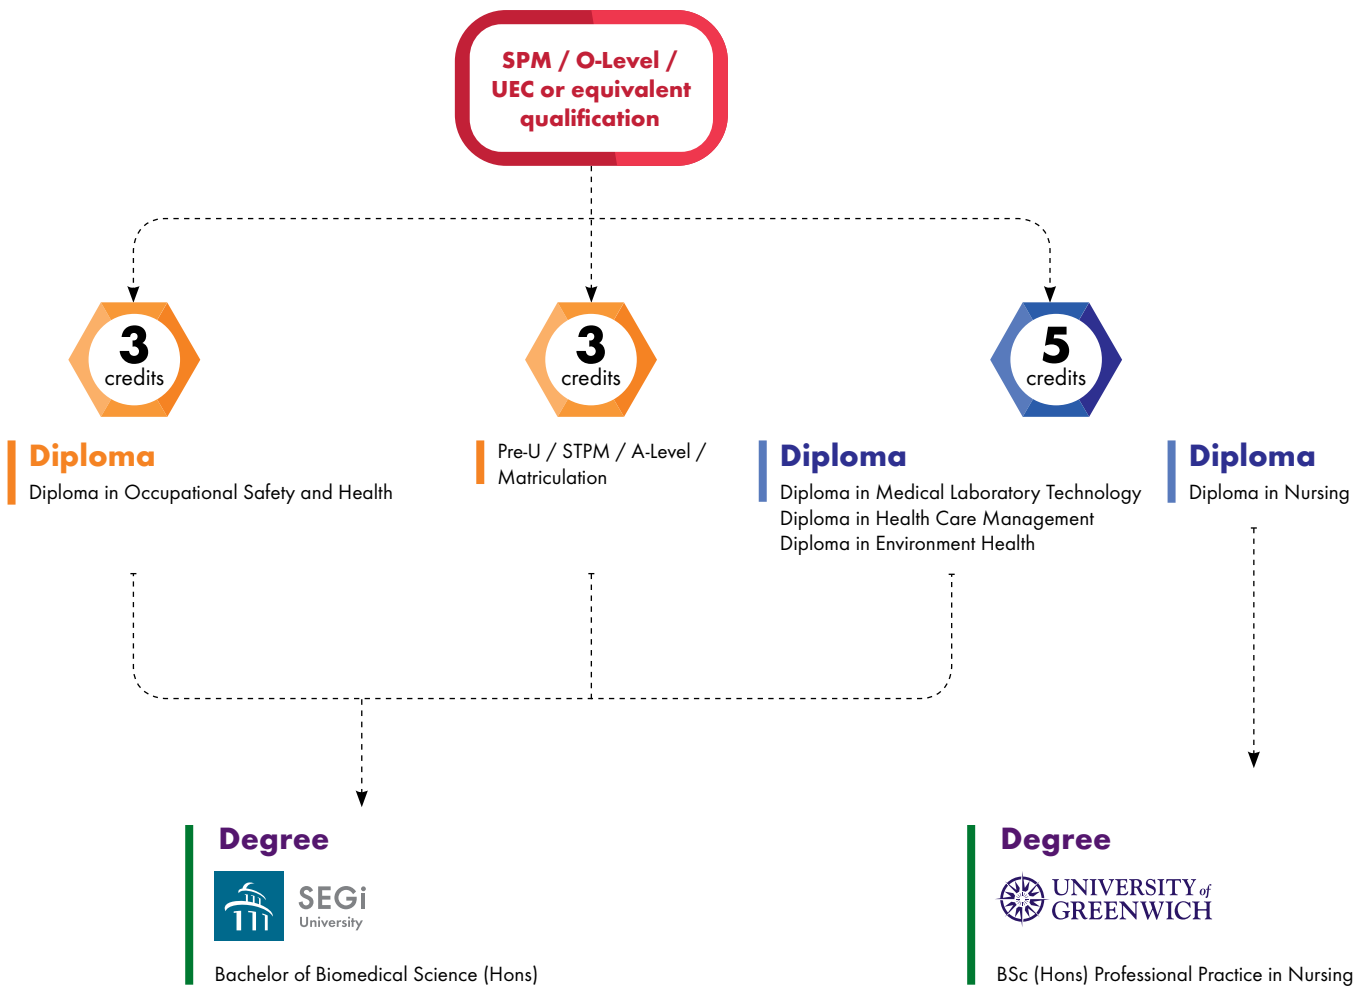 SPM / O-Level /
UEC or equivalent
qualification
3
credits
3
credits
5
credits
Diploma
Diploma in Occupational Safety and Health
Pre-U / STPM / A-Level /
Matriculation
Diploma
Diploma in Medical Laboratory Technology
Diploma in Health Care Management
Diploma in Environment Health
Diploma
Diploma in Nursing
Degree
SEGi
University
Bachelor of Biomedical Science (Hons)
Degree
UNIVERSITY of
GREENWICH
BSc (Hons) Professional Practice in Nursing